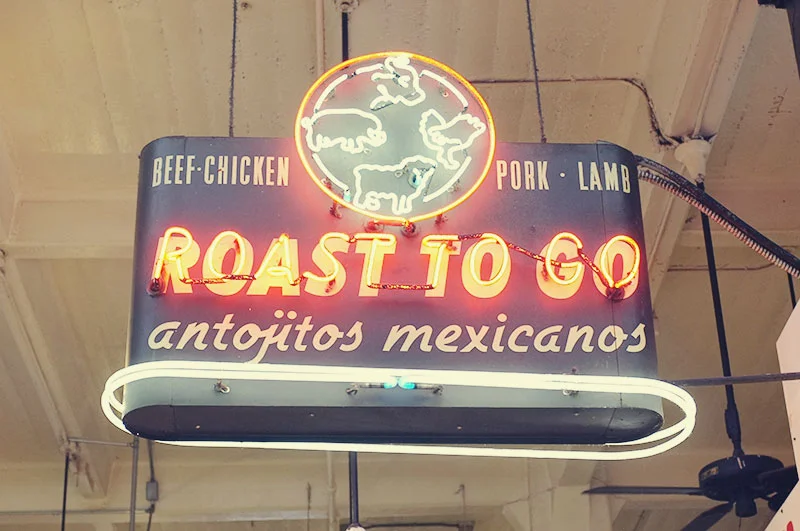 BEEF·CHICKEN PORK · LAMB
ROAST TO GO
antojitos mexicanos